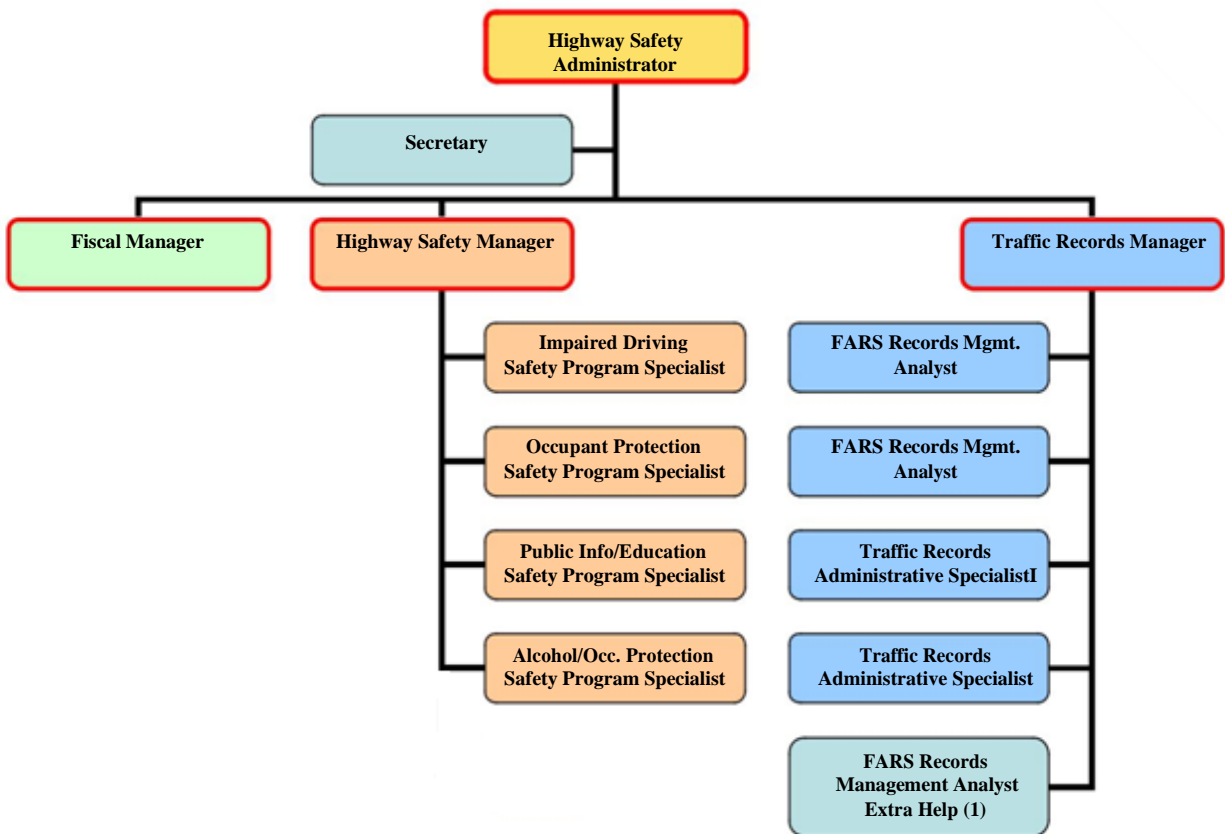 Highway Safety
Administrator
Secretary
Fiscal Manager
Highway Safety Manager
Traffic Records Manager
Impaired Driving
Safety Program Specialist
FARS Records Mgmt.
Analyst
Occupant Protection
Safety Program Specialist
FARS Records Mgmt.
Analyst
Public Info/Education
Safety Program Specialist
Traffic Records
Administrative SpecialistI
Alcohol/Occ. Protection
Safety Program Specialist
Traffic Records
Administrative Specialist
FARS Records
Management Analyst
Extra Help (1)